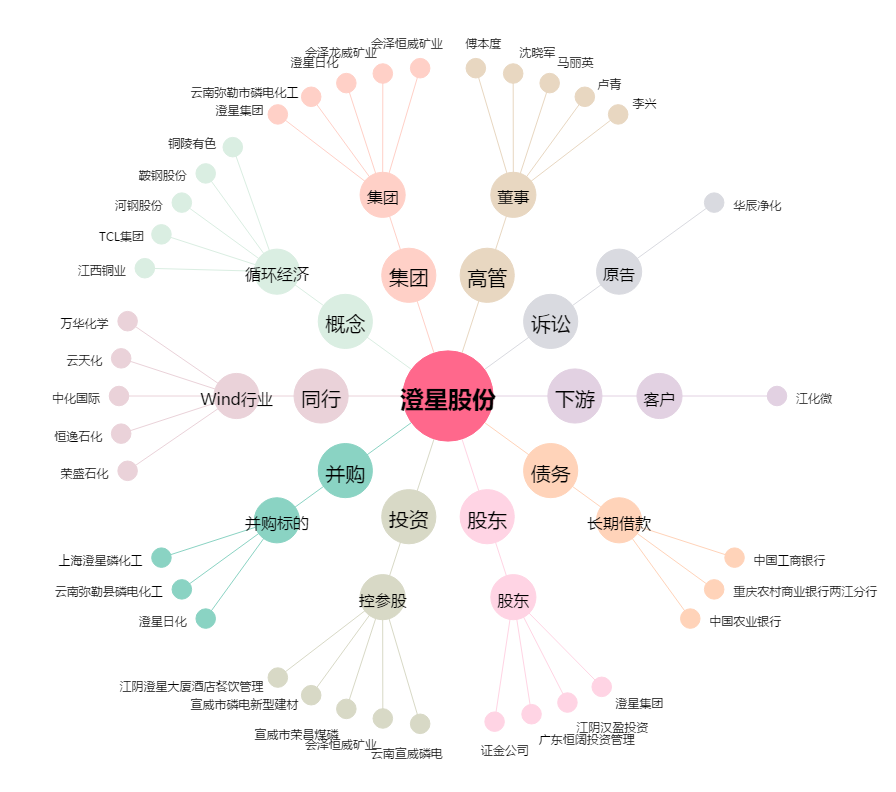 会泽恒威矿业
会泽龙威矿业
澄星日化
云南弥勒市磷电化工
澄星集团
集团
集团
傅本度
沈晓军
马丽英
卢青
李兴
董事
高管
铜陵有色
鞍钢股份
河钢股份
TCL集团
江西铜业
循环经济
概念
华辰净化
原告
诉讼
万华化学
云天化
中化国际
恒逸石化
荣盛石化
Wind行业
同行
澄星股份
下游
客户
江化微
并购
并购标的
上海澄星磷化工
云南弥勒县磷电化工
澄星日化
债务
长期借款
中国工商银行
重庆农村商业银行两江分行
中国农业银行
投资
控参股
江阴澄星大厦酒店餐饮管理
宣威市磷电新型建材
宣威市荣昌煤磷
会泽恒威矿业
云南宣威磷电
股东
股东
澄星集团
江阴汉盈投资
广东恒阔投资管理
证金公司